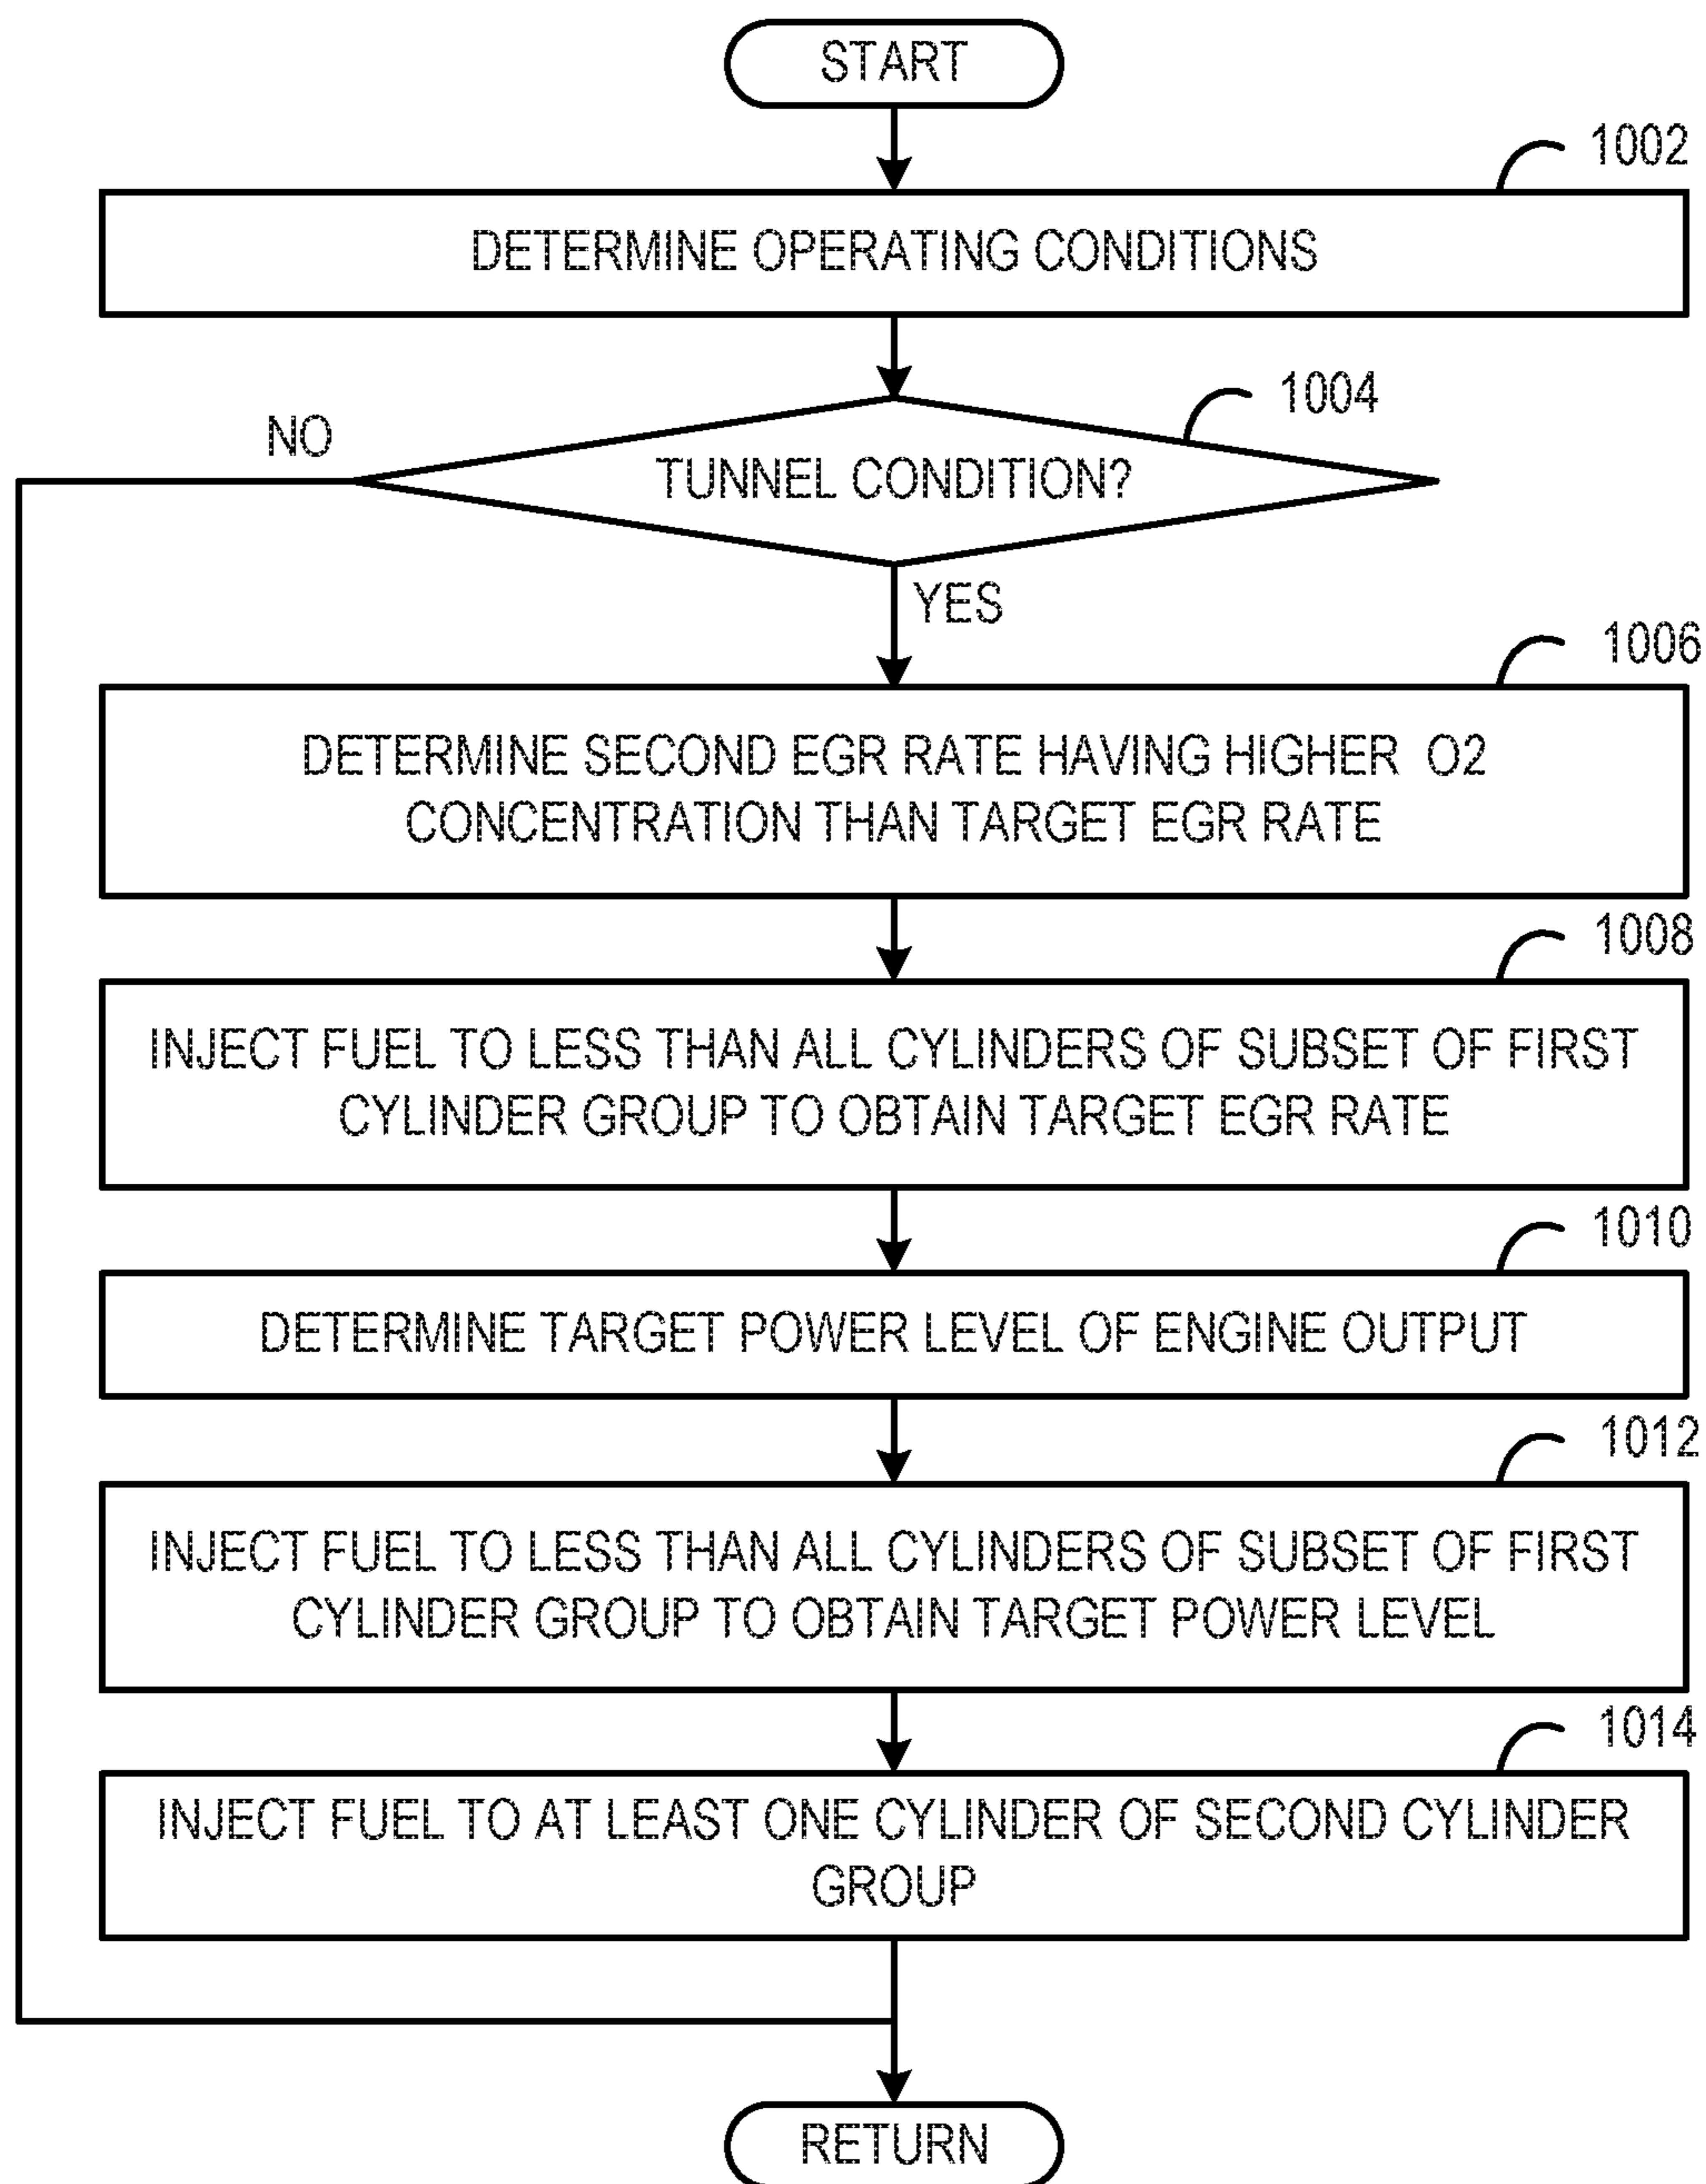 START
1002
DETERMINE OPERATING CONDITIONS
1004
NO
TUNNEL CONDITION?
YES
1006
DETERMINE SECOND EGR RATE HAVING HIGHER O2
CONCENTRATION THAN TARGET EGR RATE
1008
INJECT FUEL TO LESS THAN ALL CYLINDERS OF SUBSET OF FIRST
CYLINDER GROUP TO OBTAIN TARGET EGR RATE
1010
DETERMINE TARGET POWER LEVEL OF ENGINE OUTPUT
1012
INJECT FUEL TO LESS THAN ALL CYLINDERS OF SUBSET OF FIRST
CYLINDER GROUP TO OBTAIN TARGET POWER LEVEL
1014
INJECT FUEL TO AT LEAST ONE CYLINDER OF SECOND CYLINDER
GROUP
RETURN